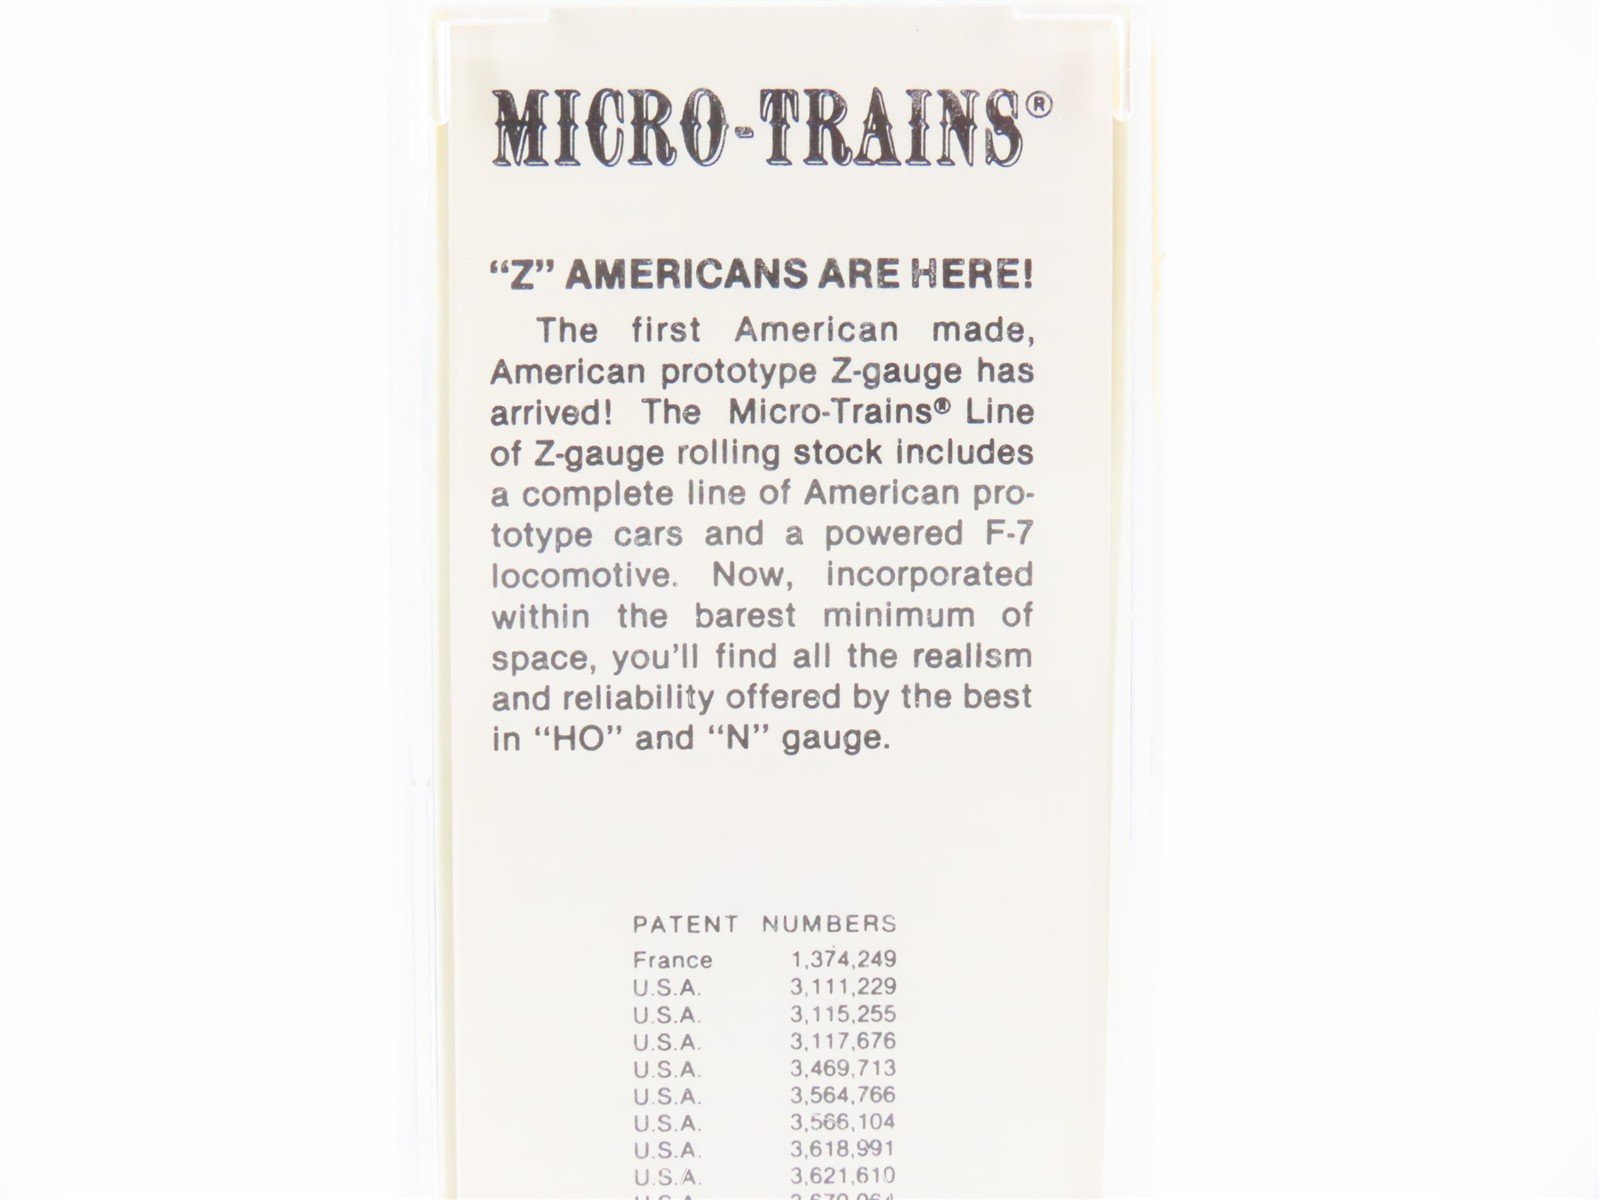 MICRO-TRAINS®
“Z” AMERICANS ARE HERE!
The first American made,
American prototype Z-gauge has
arrived! The Micro-Trains® Line
of Z-gauge rolling stock includes
a complete line of American pro-
totype cars and a powered F-7
locomotive. Now, incorporated
within the barest minimum of
space, you'll find all the realism
and reliability offered by the best
in “HO” and “N” gauge.
PATENT NUMBERS
France 1,374,249
U.S.A. 3,111,229
U.S.A. 3,115,255
U.S.A. 3,117,676
U.S.A. 3,469,713
U.S.A. 3,564,766
U.S.A. 3,566,104
U.S.A. 3,618,991
U.S.A. 3,621,610